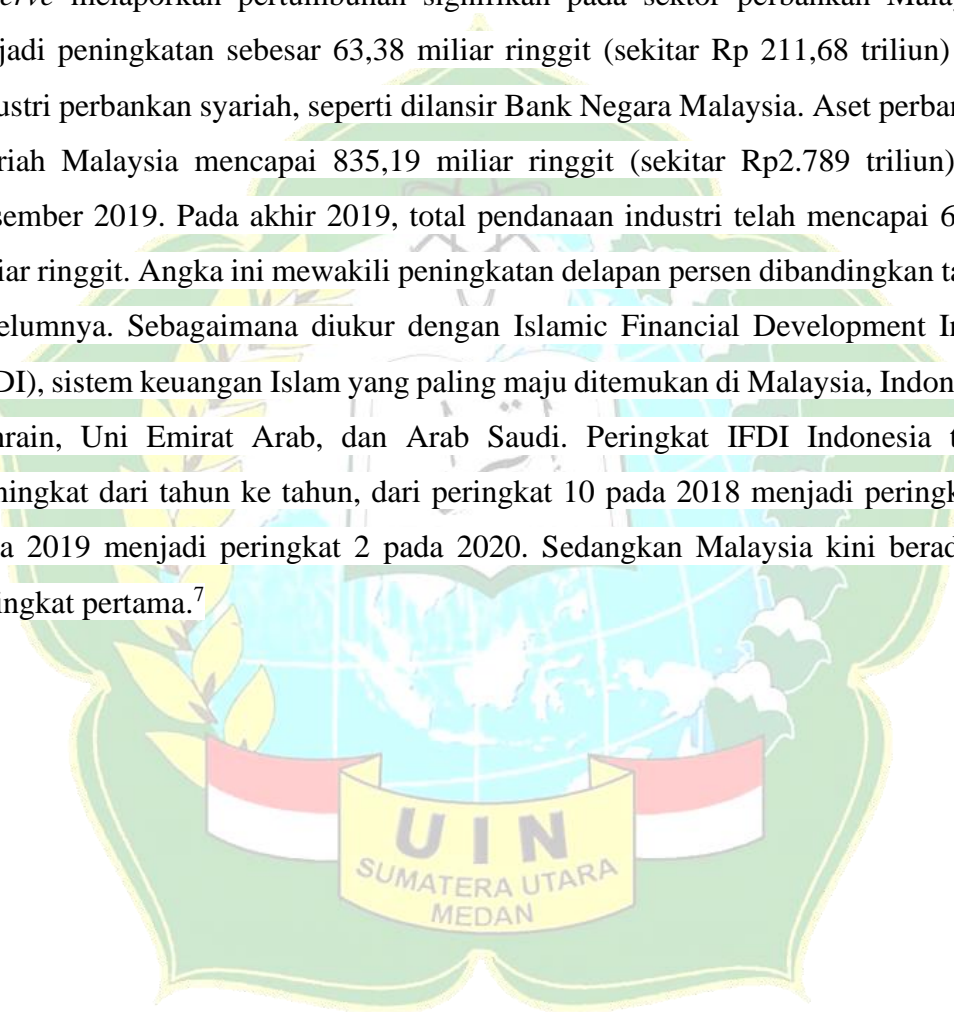 erve melaporkan pertumbuhan signifikan pada sektor perbankan Malay
jadi peningkatan sebesar 63,38 miliar ringgit (sekitar Rp 211,68 triliun)
ustri perbankan syariah, seperti dilansir Bank Negara Malaysia. Aset perban
riah Malaysia mencapai 835,19 miliar ringgit (sekitar Rp2.789 triliun)
sember 2019. Pada akhir 2019, total pendanaan industri telah mencapai 6
iar ringgit. Angka ini mewakili peningkatan delapan persen dibandingkan ta
elumnya. Sebagaimana diukur dengan Islamic Financial Development In
DI), sistem keuangan Islam yang paling maju ditemukan di Malaysia, Indon
hrain, Uni Emirat Arab, dan Arab Saudi. Peringkat IFDI Indonesia t
ningkat dari tahun ke tahun, dari peringkat 10 pada 2018 menjadi peringk
a 2019 menjadi peringkat 2 pada 2020. Sedangkan Malaysia kini berad
ingkat pertama.7
UIN
SUMATERA UTARA
MEDAN